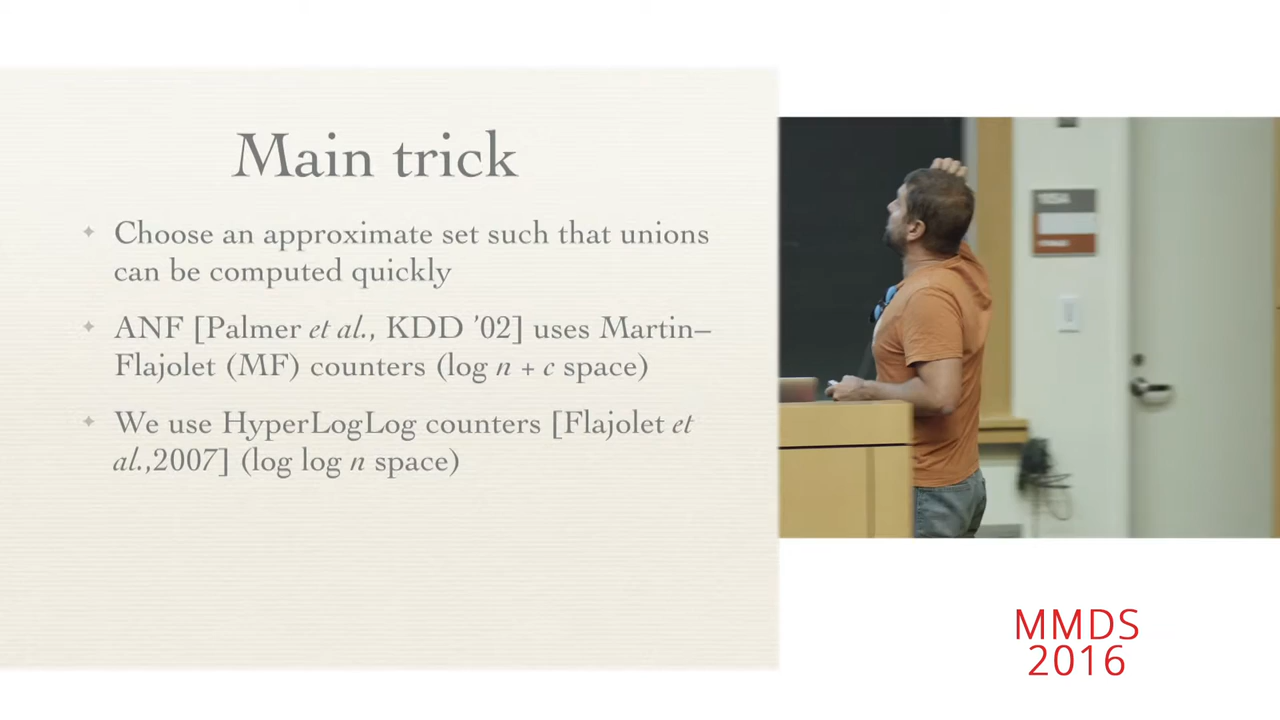 Main trick
Choose an approximate set such that unions
can be computed quickly
ANF [Palmer et al., KDD ’02] uses Martin–
Flajolet (MF) counters (log n + c space)
We use HyperLogLog counters [Flajolet et
al.,2007] (log log n space)
MMDS
2016